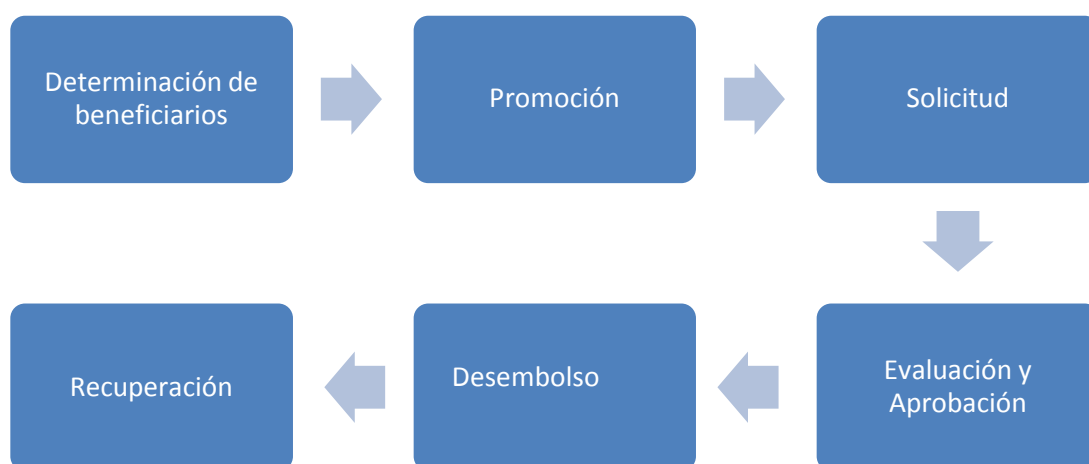 Determinación de
beneficiarios
Promoción
Solicitud
Evaluación y
Aprobación
Desembolso
Recuperación